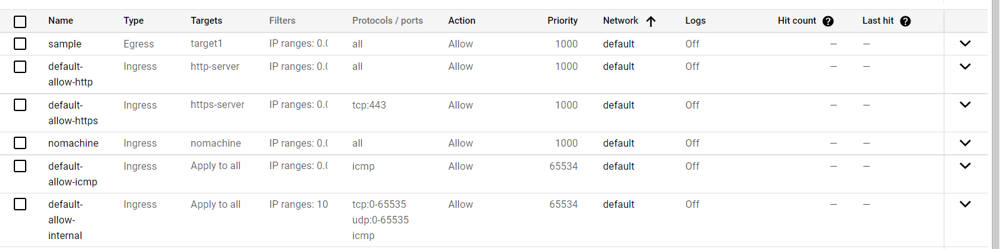 Name Type Targets Filters Protocols / ports Action Priority Network Logs Hit count Last hit
sample Egress target1 IP ranges: 0.0 all Allow 1000 default Off — —
default- Ingress http-server IP ranges: 0.0 all Allow 1000 default Off — —
allow-http
default- Ingress https-server IP ranges: 0.0 tcp:443 Allow 1000 default Off — —
allow-https
nomachine Ingress nomachine IP ranges: 0.0 all Allow 1000 default Off — —
default- Ingress Apply to all IP ranges: 0.0 icmp Allow 65534 default Off — —
allow-icmp
default- Ingress Apply to all IP ranges: 10 tcp:0-65535 Allow 65534 default Off — —
allow- udp:0-65535
internal icmp